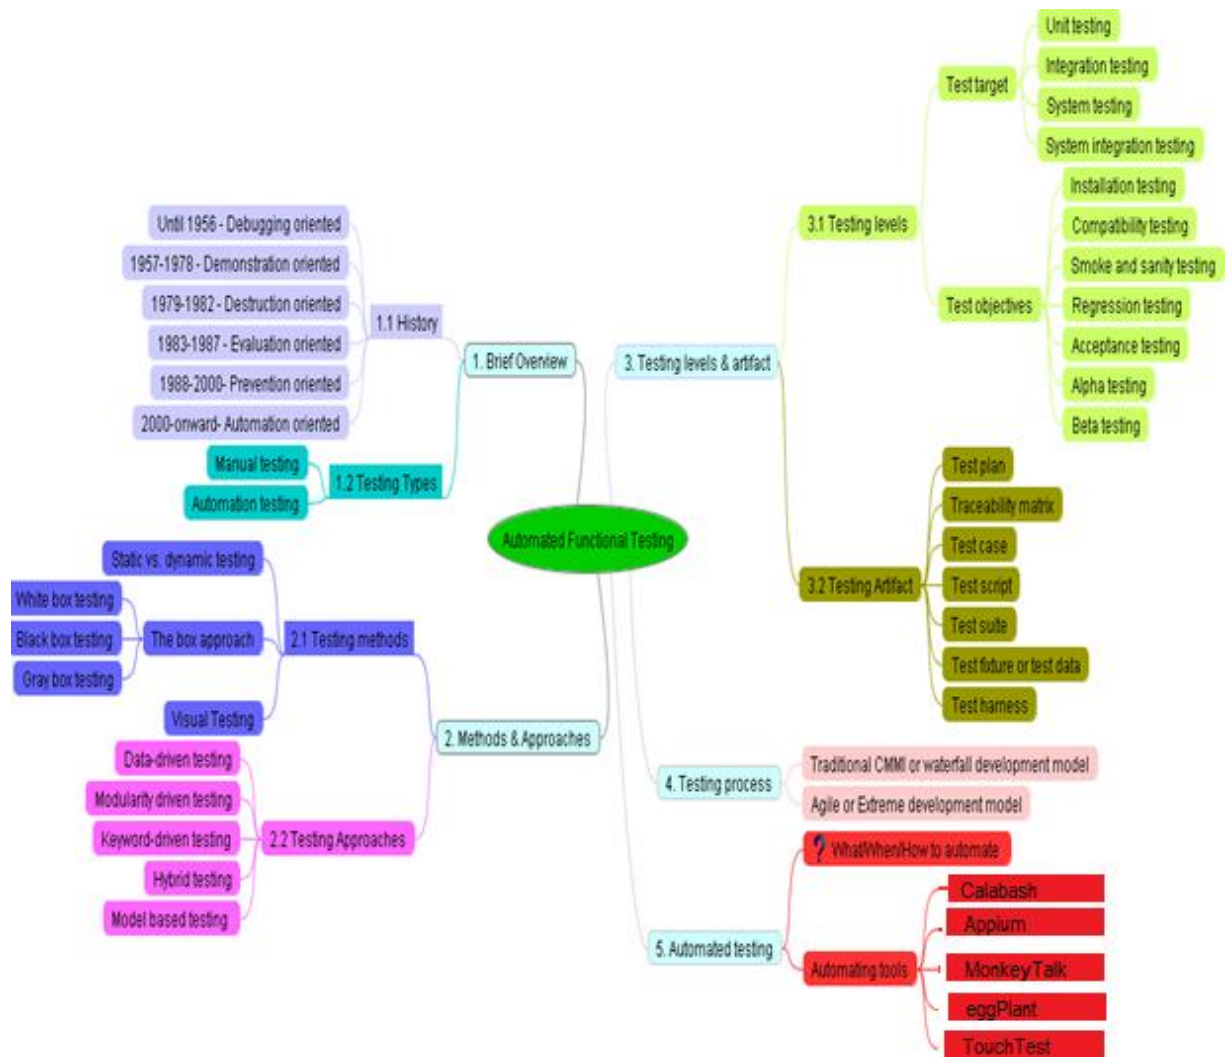 Automated Functional Testing
1. Brief Overview
1.1 History
Until 1956 - Debugging oriented
1957-1978 - Demonstration oriented
1979-1982 - Destruction oriented
1983-1987 - Evaluation oriented
1988-2000- Prevention oriented
2000-onward- Automation oriented
1.2 Testing Types
Manual testing
Automation testing
2. Methods & Approaches
2.1 Testing methods
Static vs. dynamic testing
The box approach
White box testing
Black box testing
Gray box testing
Visual Testing
2.2 Testing Approaches
Data-driven testing
Modularity driven testing
Keyword-driven testing
Hybrid testing
Model based testing
3. Testing levels & artifact
3.1 Testing levels
Test target
Unit testing
Integration testing
System testing
System integration testing
Test objectives
Installation testing
Compatibility testing
Smoke and sanity testing
Regression testing
Acceptance testing
Alpha testing
Beta testing
3.2 Testing Artifact
Test plan
Traceability matrix
Test case
Test script
Test suite
Test fixture or test data
Test harness
4. Testing process
Traditional CMMI or waterfall development model
Agile or Extreme development model
5. Automated testing
? What/When/How to automate
Automating tools
Calabash
Appium
MonkeyTalk
eggPlant
TouchTest